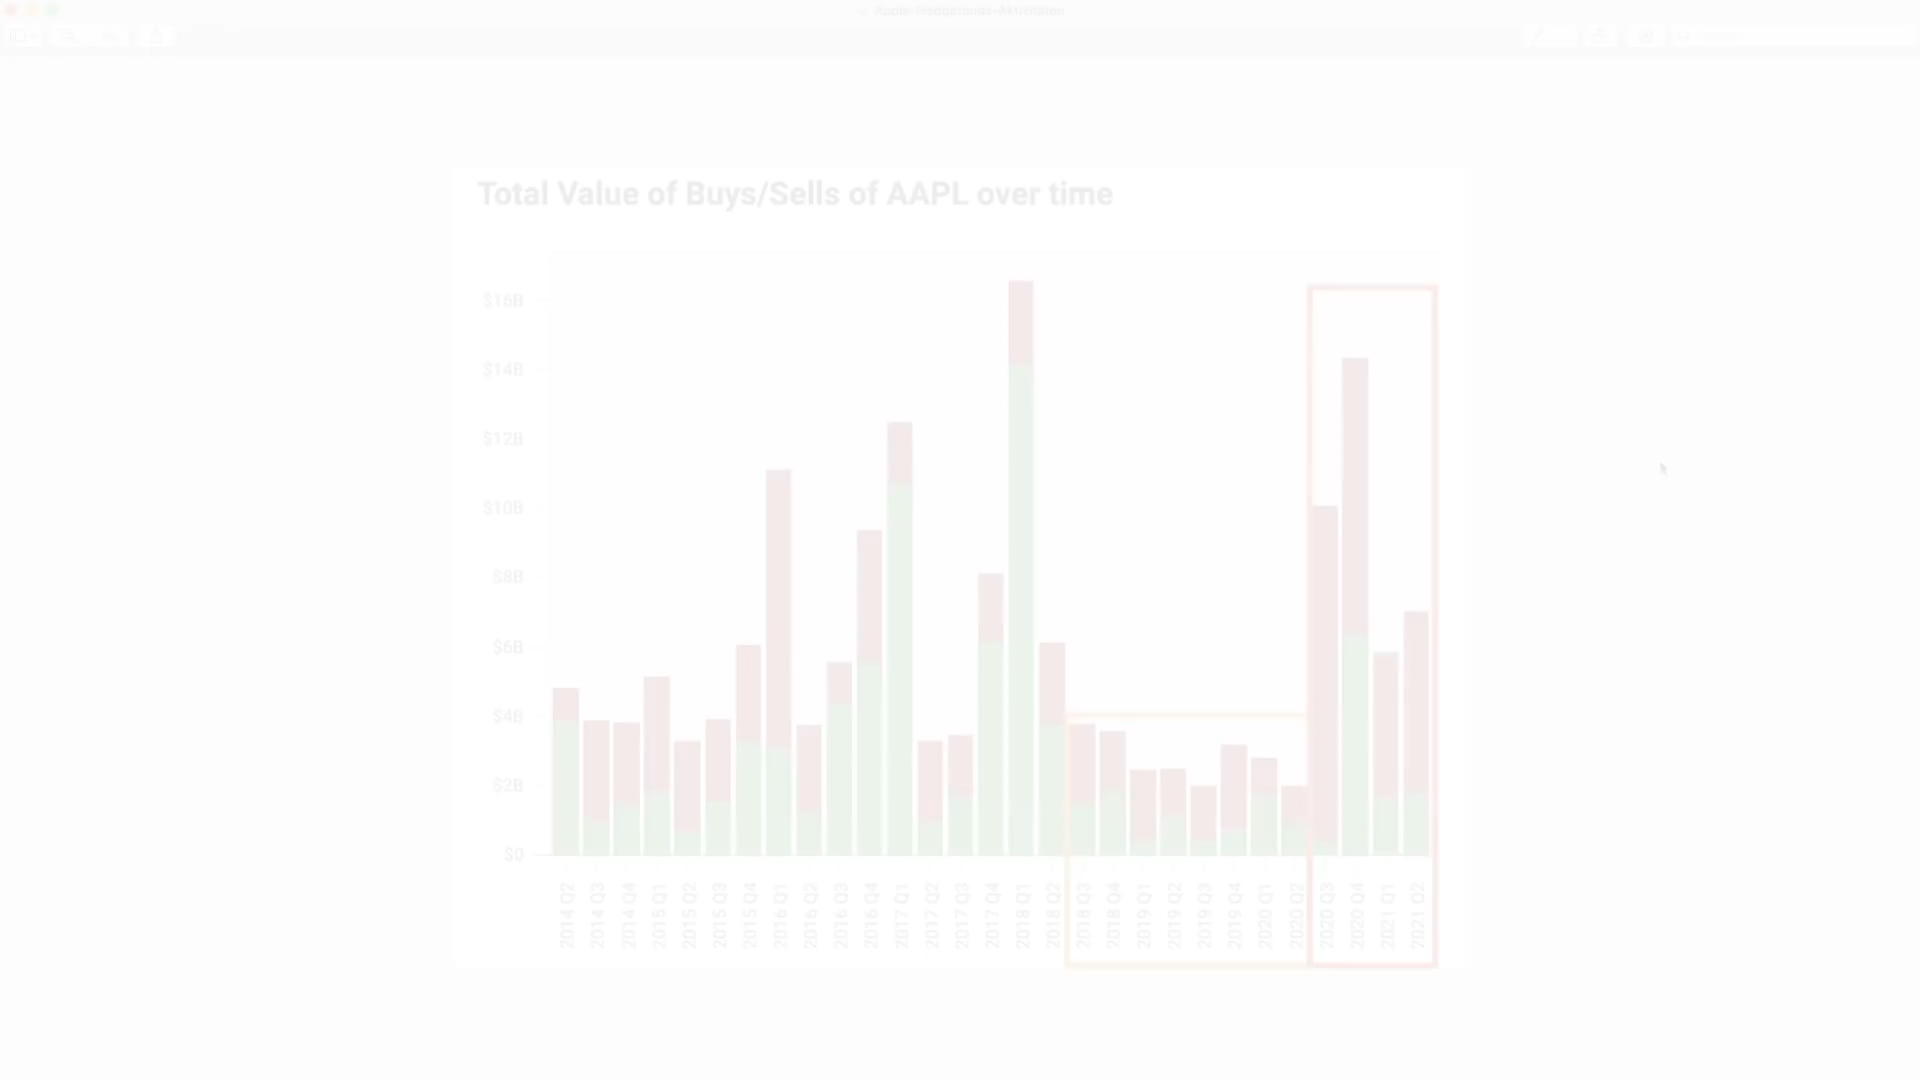 Apple-Hedgefonds-Aktivitäten
Total Value of Buys/Sells of AAPL over time
$16B
$14B
$12B
$10B
$8B
$6B
$4B
$2B
$0
2014 Q2
2014 Q3
2014 Q4
2015 Q1
2015 Q2
2015 Q3
2015 Q4
2016 Q1
2016 Q2
2016 Q3
2016 Q4
2017 Q1
2017 Q2
2017 Q3
2017 Q4
2018 Q1
2018 Q2
2018 Q3
2018 Q4
2019 Q1
2019 Q2
2019 Q3
2019 Q4
2020 Q1
2020 Q2
2020 Q3
2020 Q4
2021 Q1
2021 Q2